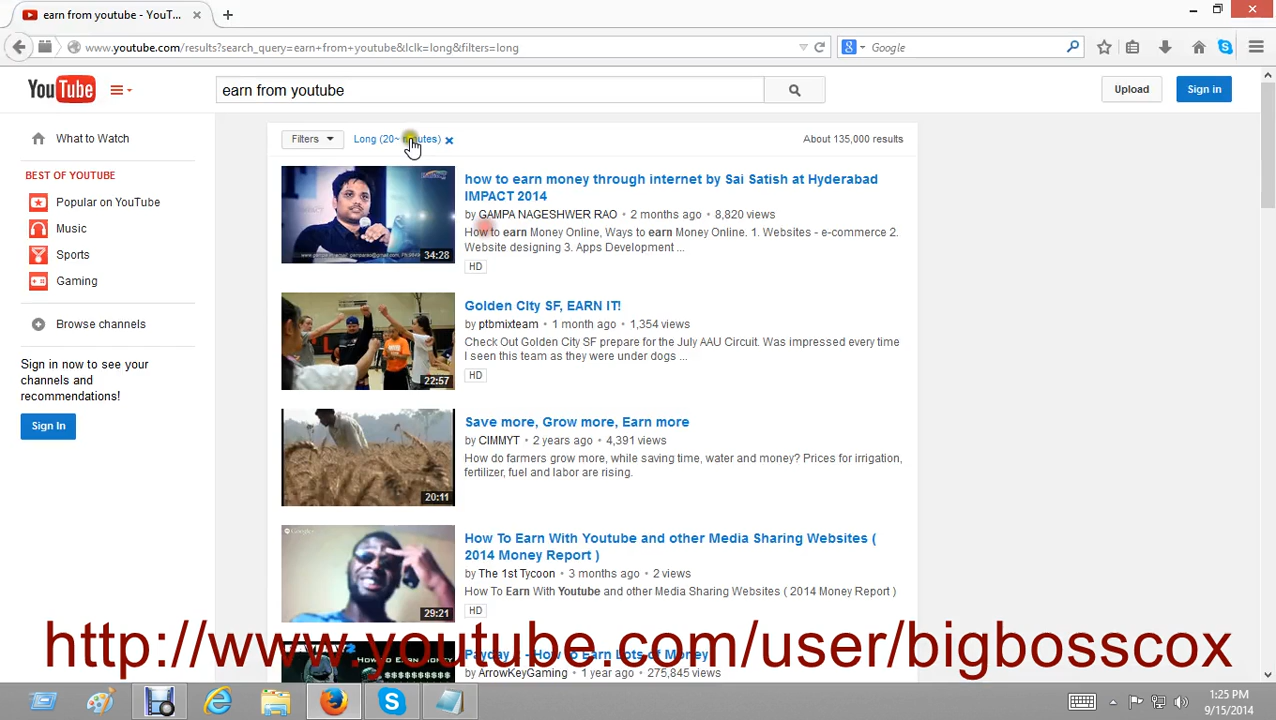 earn from youtube - YouT...
www.youtube.com/results?search_query=earn+from+youtube&lclk=long&filters=long
Google
YouTube
earn from youtube
Upload
Sign in
What to Watch
BEST OF YOUTUBE
Popular on YouTube
Music
Sports
Gaming
Browse channels
Sign in now to see your
channels and
recommendations!
Sign In
Filters
Long (20~
About 135,000 results
34:28
how to earn money through internet by Sai Satish at Hyderabad
IMPACT 2014
by GAMPA NAGESHWER RAO • 2 months ago • 8,820 views
How to earn Money Online, Ways to earn Money Online. 1. Websites - e-commerce 2.
Website designing 3. Apps Development ...
HD
22:57
Golden City SF, EARN IT!
by ptbmixteam • 1 month ago • 1,354 views
Check Out Golden City SF prepare for the July AAU Circuit. Was impressed every time
I seen this team as they were under dogs ...
HD
20:11
Save more, Grow more, Earn more
by CIMMYT • 2 years ago • 4,391 views
How do farmers grow more, while saving time, water and money? Prices for irrigation,
fertilizer, fuel and labor are rising.
29:21
How To Earn With Youtube and other Media Sharing Websites (
2014 Money Report )
by The 1st Tycoon • 3 months ago • 2 views
How To Earn With Youtube and other Media Sharing Websites ( 2014 Money Report )
HD
http://www.youtube.com/user/bigbosscox
How To Earn Lots of Money
by ArrowKeyGaming • 1 year ago • 275,845 views
1:25 PM
9/15/2014